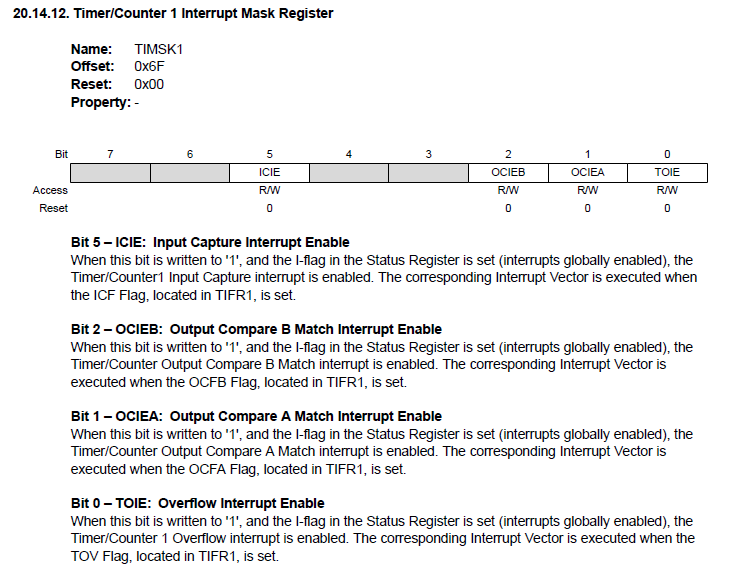 20.14.12. Timer/Counter 1 Interrupt Mask Register
Name: TIMSK1
Offset: 0x6F
Reset: 0x00
Property: -
Bit 7 6 5 4 3 2 1 0
ICIE OCIEB OCIEA TOIE
Access R/W R/W R/W R/W
Reset 0 0 0 0
Bit 5 – ICIE: Input Capture Interrupt Enable
When this bit is written to '1', and the I-flag in the Status Register is set (interrupts globally enabled), the
Timer/Counter1 Input Capture interrupt is enabled. The corresponding Interrupt Vector is executed when
the ICF Flag, located in TIFR1, is set.
Bit 2 – OCIEB: Output Compare B Match Interrupt Enable
When this bit is written to '1', and the I-flag in the Status Register is set (interrupts globally enabled), the
Timer/Counter Output Compare B Match interrupt is enabled. The corresponding Interrupt Vector is
executed when the OCFB Flag, located in TIFR1, is set.
Bit 1 – OCIEA: Output Compare A Match Interrupt Enable
When this bit is written to '1', and the I-flag in the Status Register is set (interrupts globally enabled), the
Timer/Counter Output Compare A Match interrupt is enabled. The corresponding Interrupt Vector is
executed when the OCFA Flag, located in TIFR1, is set.
Bit 0 – TOIE: Overflow Interrupt Enable
When this bit is written to '1', and the I-flag in the Status Register is set (interrupts globally enabled), the
Timer/Counter 1 Overflow interrupt is enabled. The corresponding Interrupt Vector is executed when the
TOV Flag, located in TIFR1, is set.